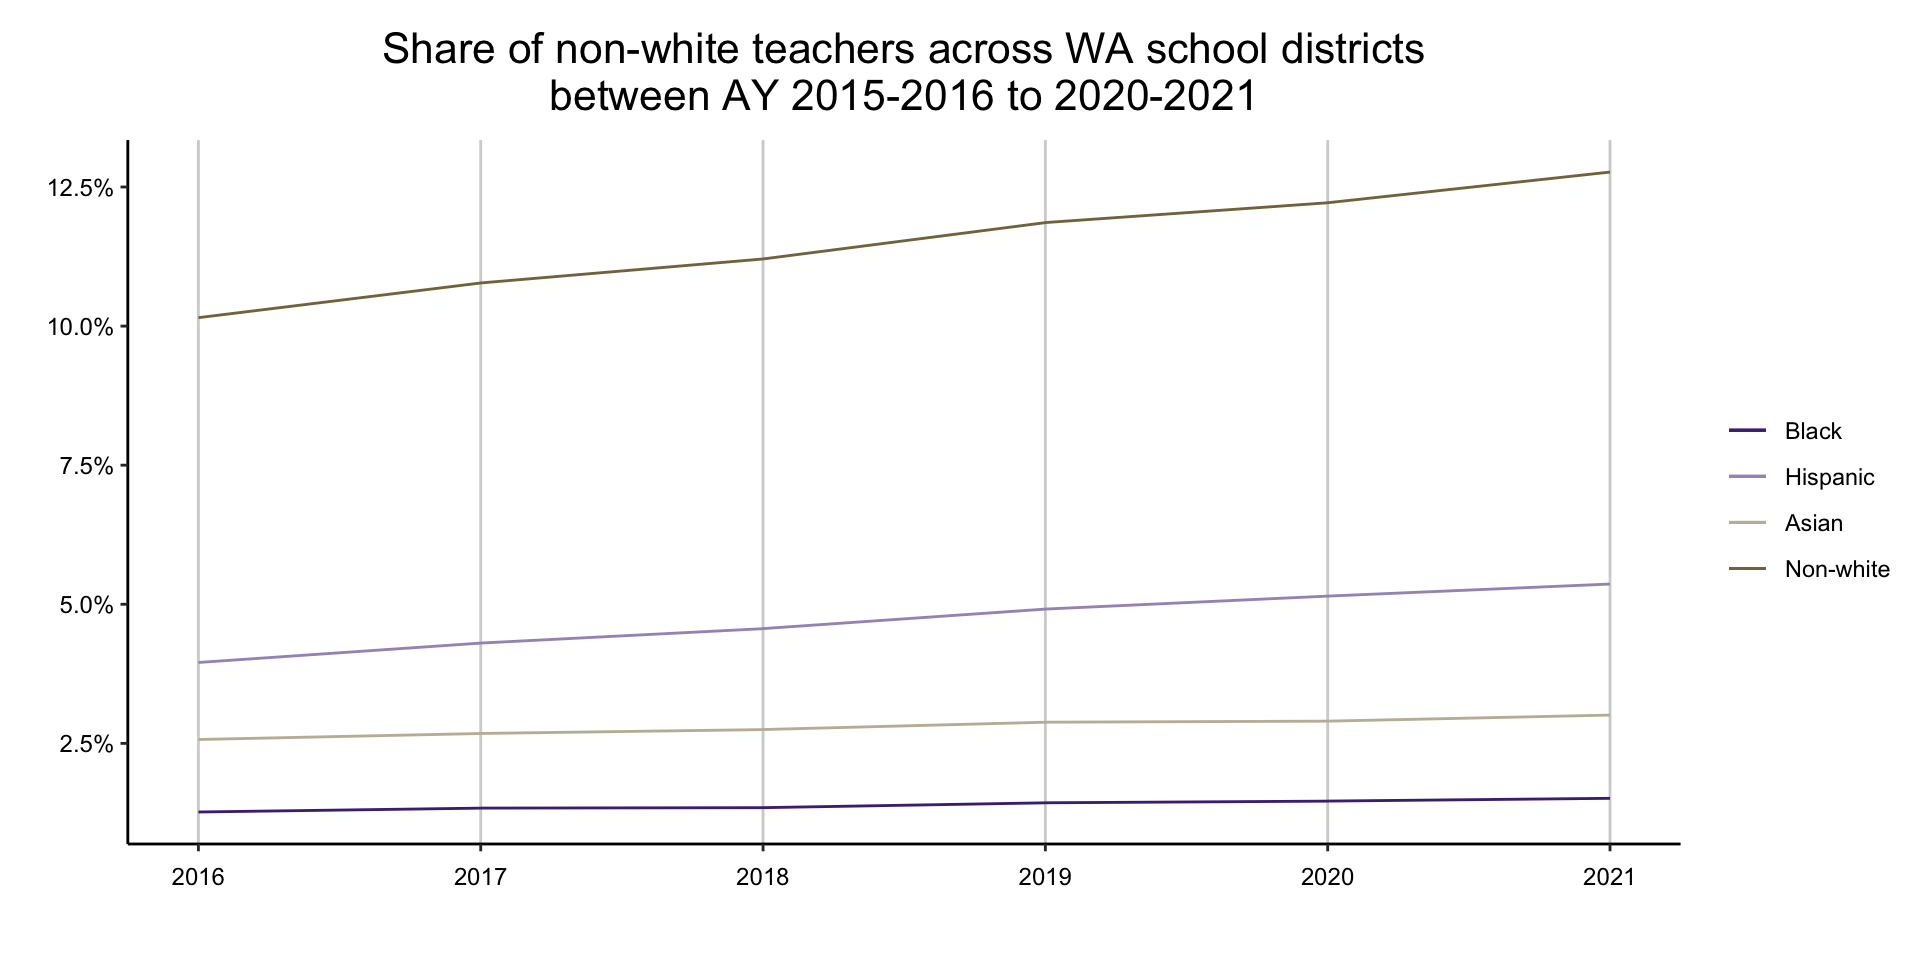 Share of non-white teachers across WA school districts
between AY 2015-2016 to 2020-2021
12.5%
10.0%
7.5%
5.0%
2.5%
2016
2017
2018
2019
2020
2021
Black
Hispanic
Asian
Non-white